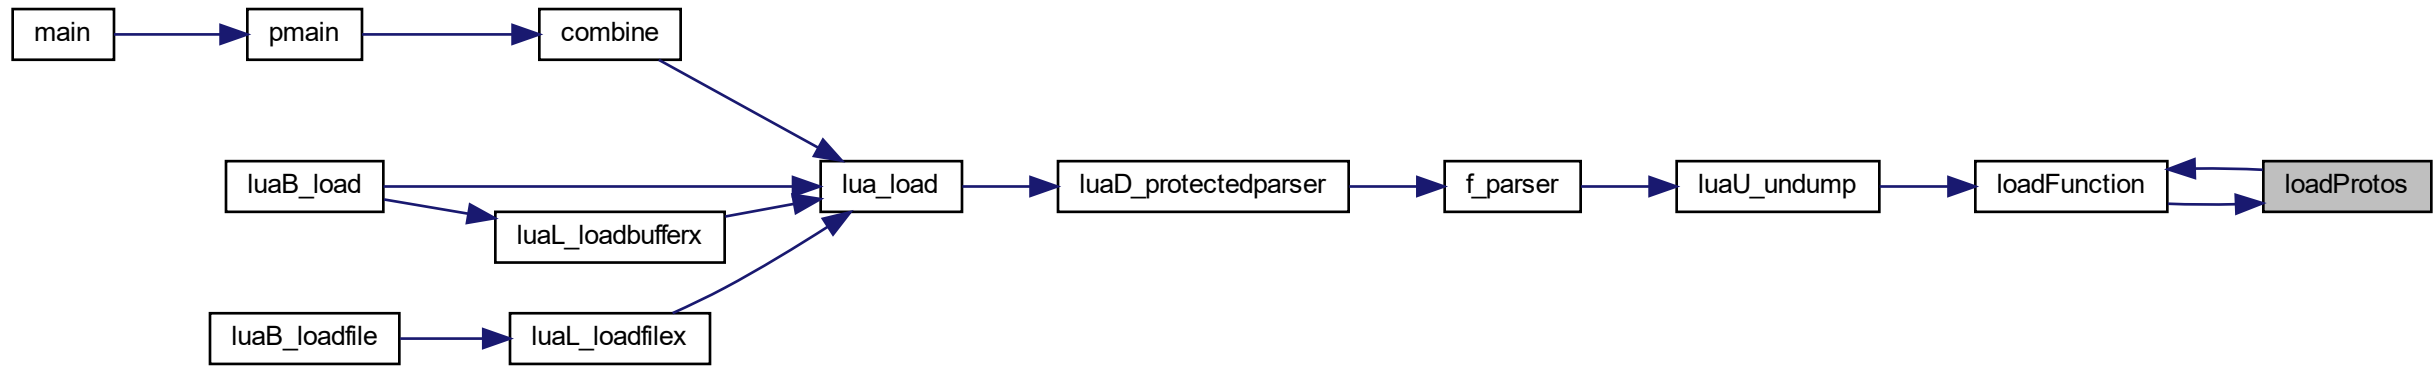 main
pmain
combine
luaB_load
lua_load
luaD_protectedparser
f_parser
luaU_undump
loadFunction
loadProtos
luaL_loadbufferx
luaB_loadfile
luaL_loadfilex